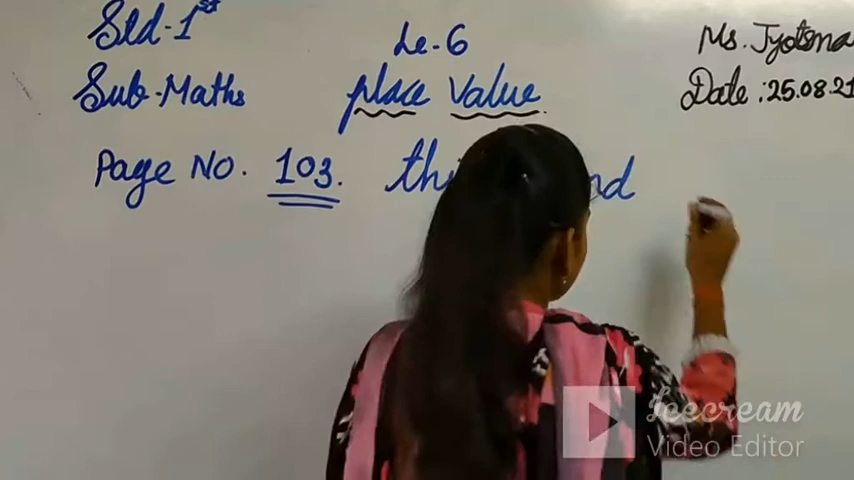 Std-1st
Sub-Maths
Le-6
place value
Ms. Jyotsna
Date:25.08.21
Page No. 103.
Icecream
Video Editor